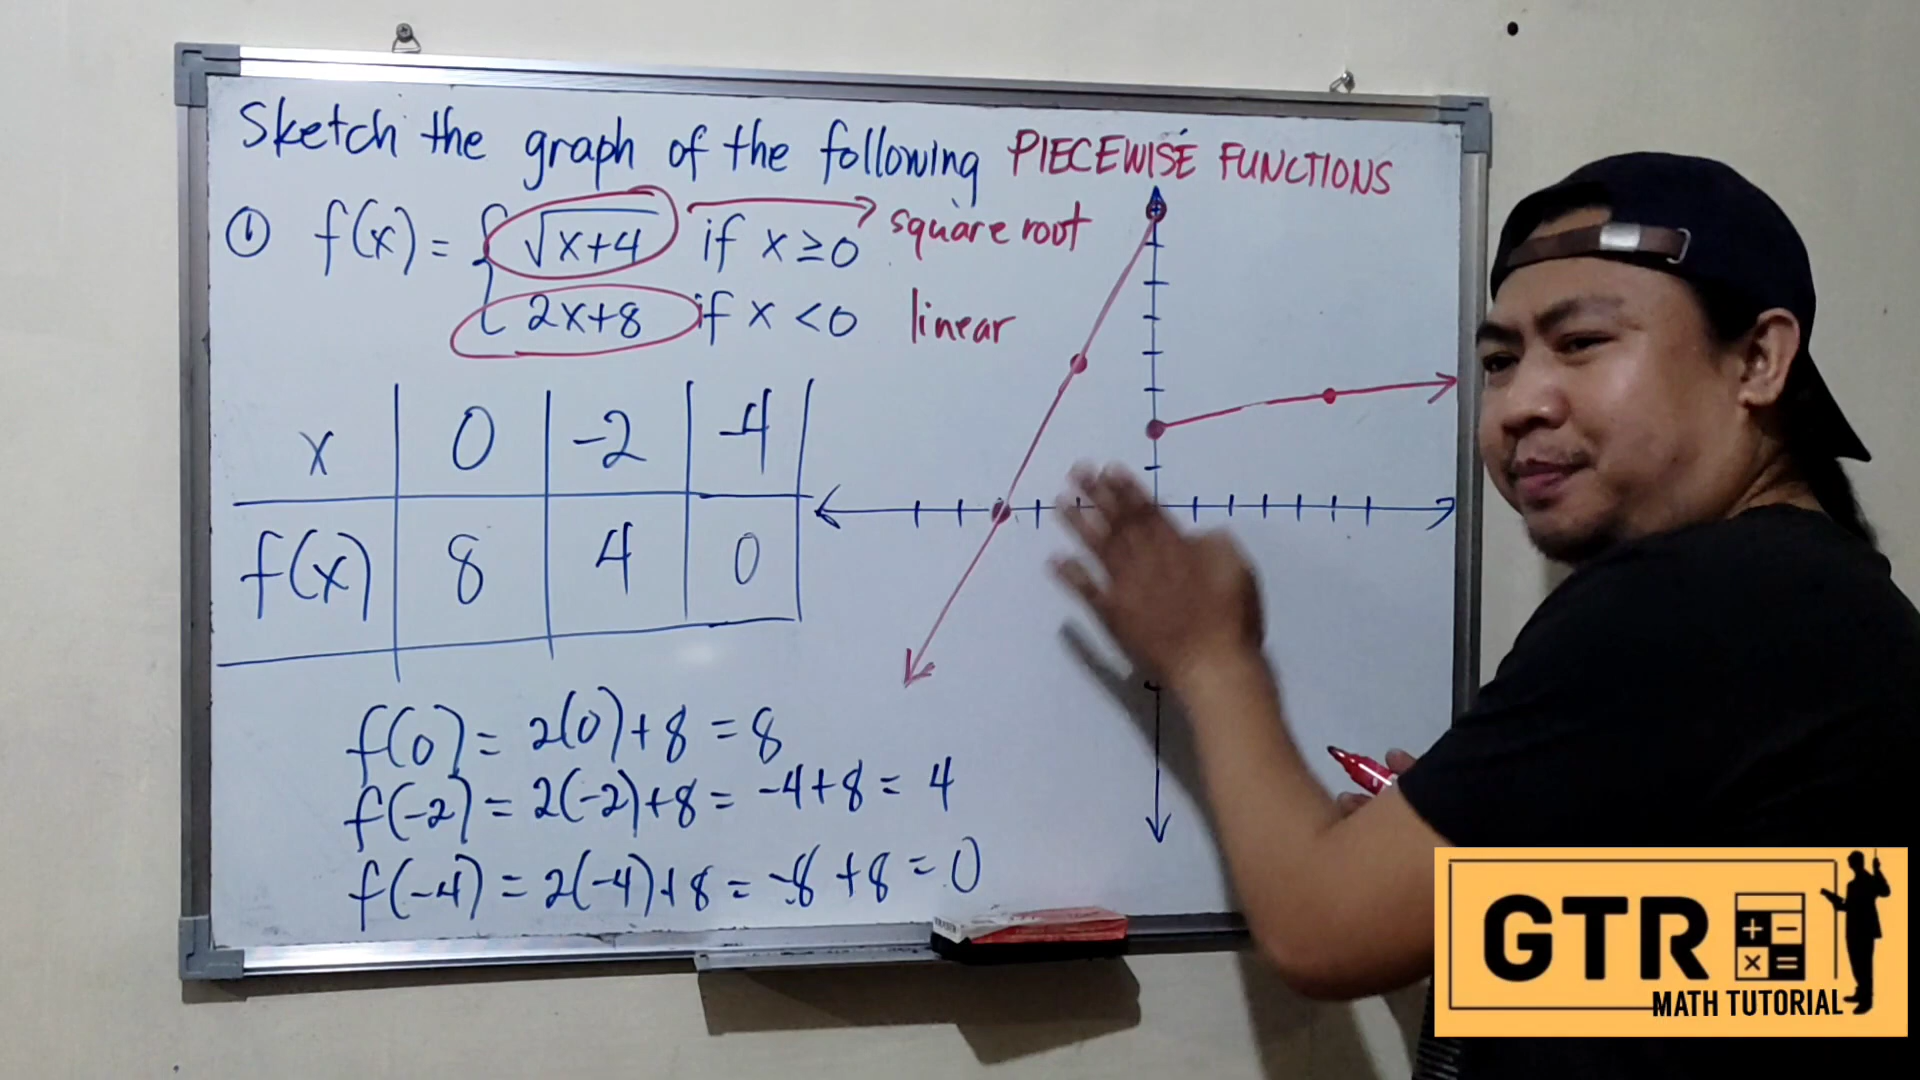 Sketch the graph of the following PIECEWISE FUNCTIONS
① f(x) = { √x+4 if x ≥ 0 square root
2x+8 if x < 0 linear
x 0 -2 -4
f(x) 8 4 0
f(0) = 2(0)+8 = 8
f(-2) = 2(-2)+8 = -4+8 = 4
f(-4) = 2(-4)+8 = -8+8 = 0
GTR + − × =
MATH TUTORIAL